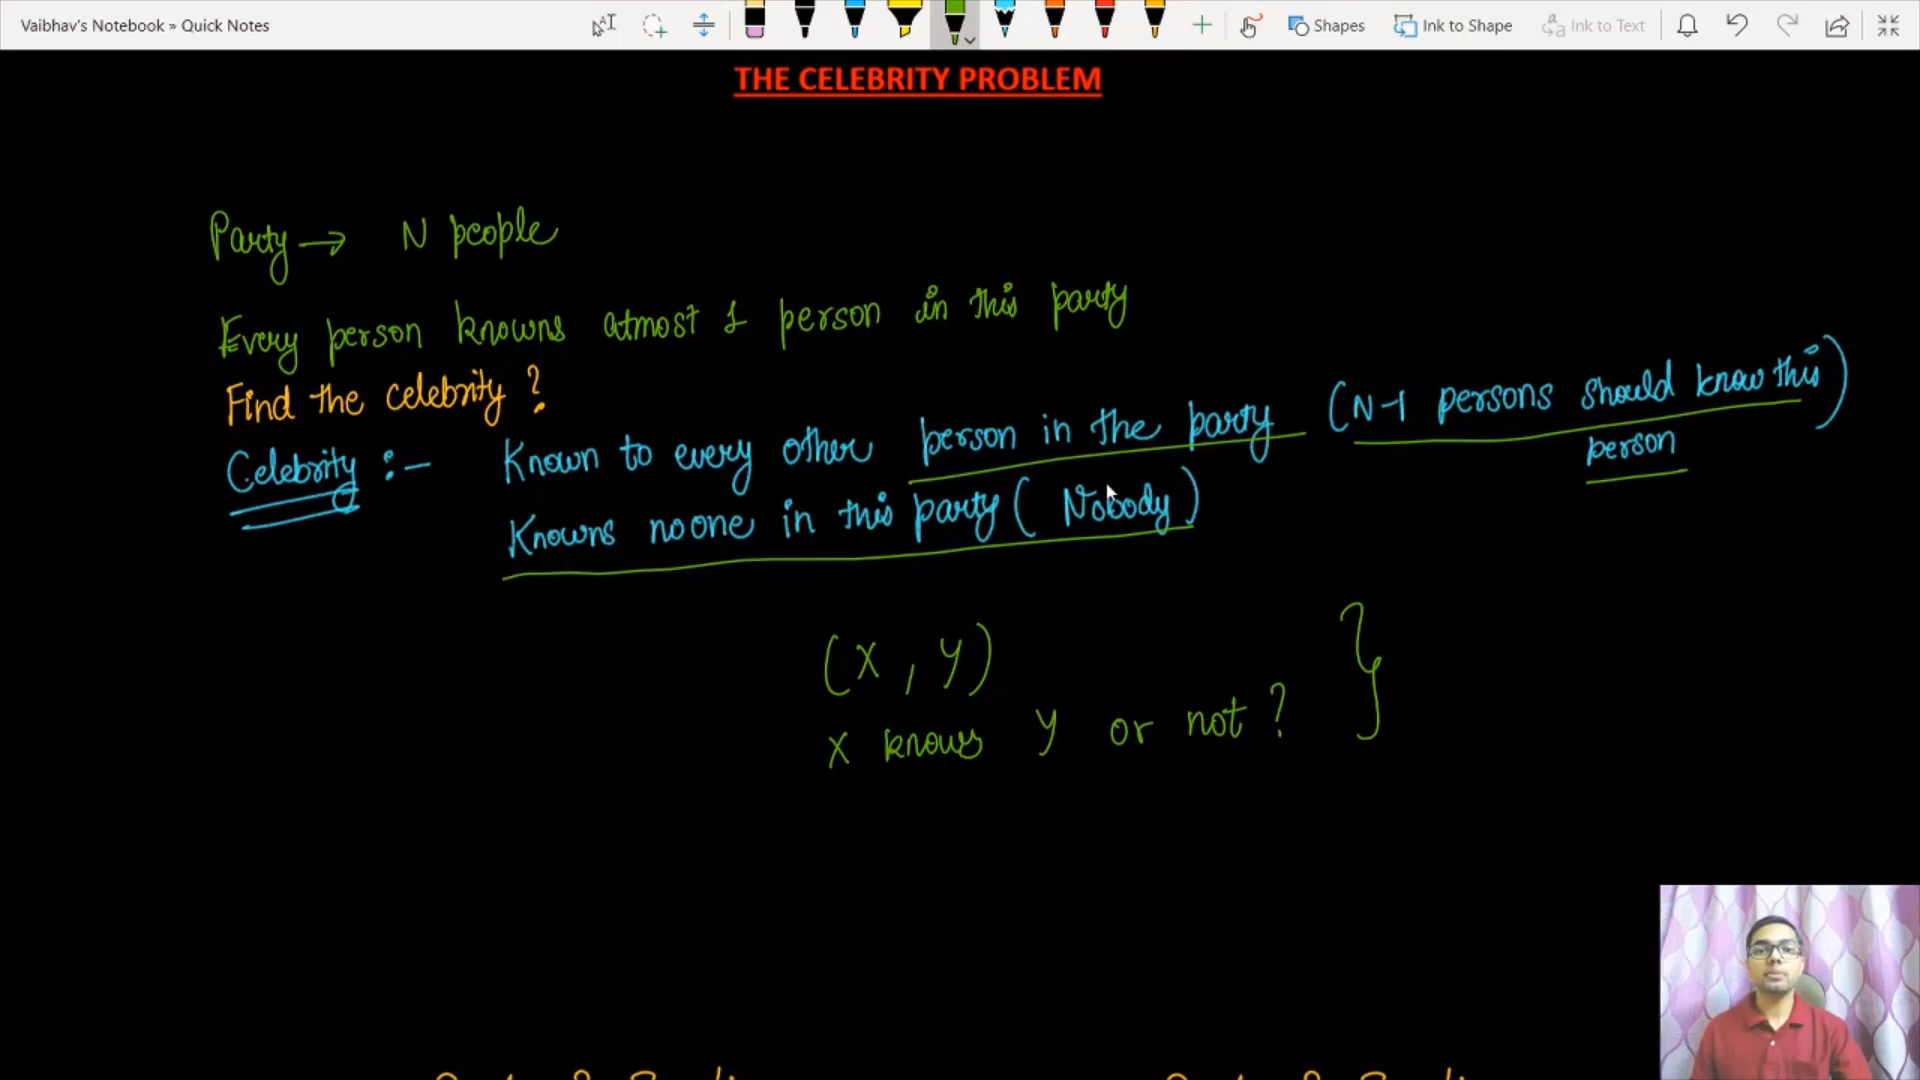 Vaibhav's Notebook » Quick Notes
Shapes
Ink to Shape
Ink to Text
THE CELEBRITY PROBLEM
Party → N people
Every person knowns atmost 1 person in this party
Find the celebrity ?
Celebrity :- Known to every other person in the party (N-1 persons should know this person)
Knowns no one in this party ( Nobody )
(X , Y)
X knows Y or not ? }